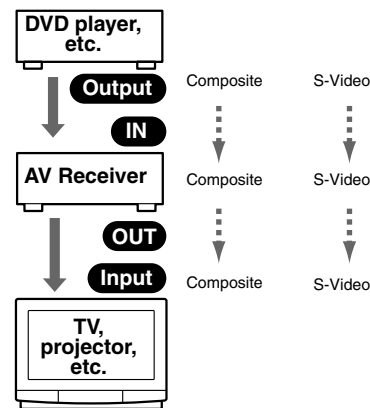 DVD player,
etc.
Output Composite S-Video
IN
AV Receiver Composite S-Video
OUT
Input Composite S-Video
TV,
projector,
etc.